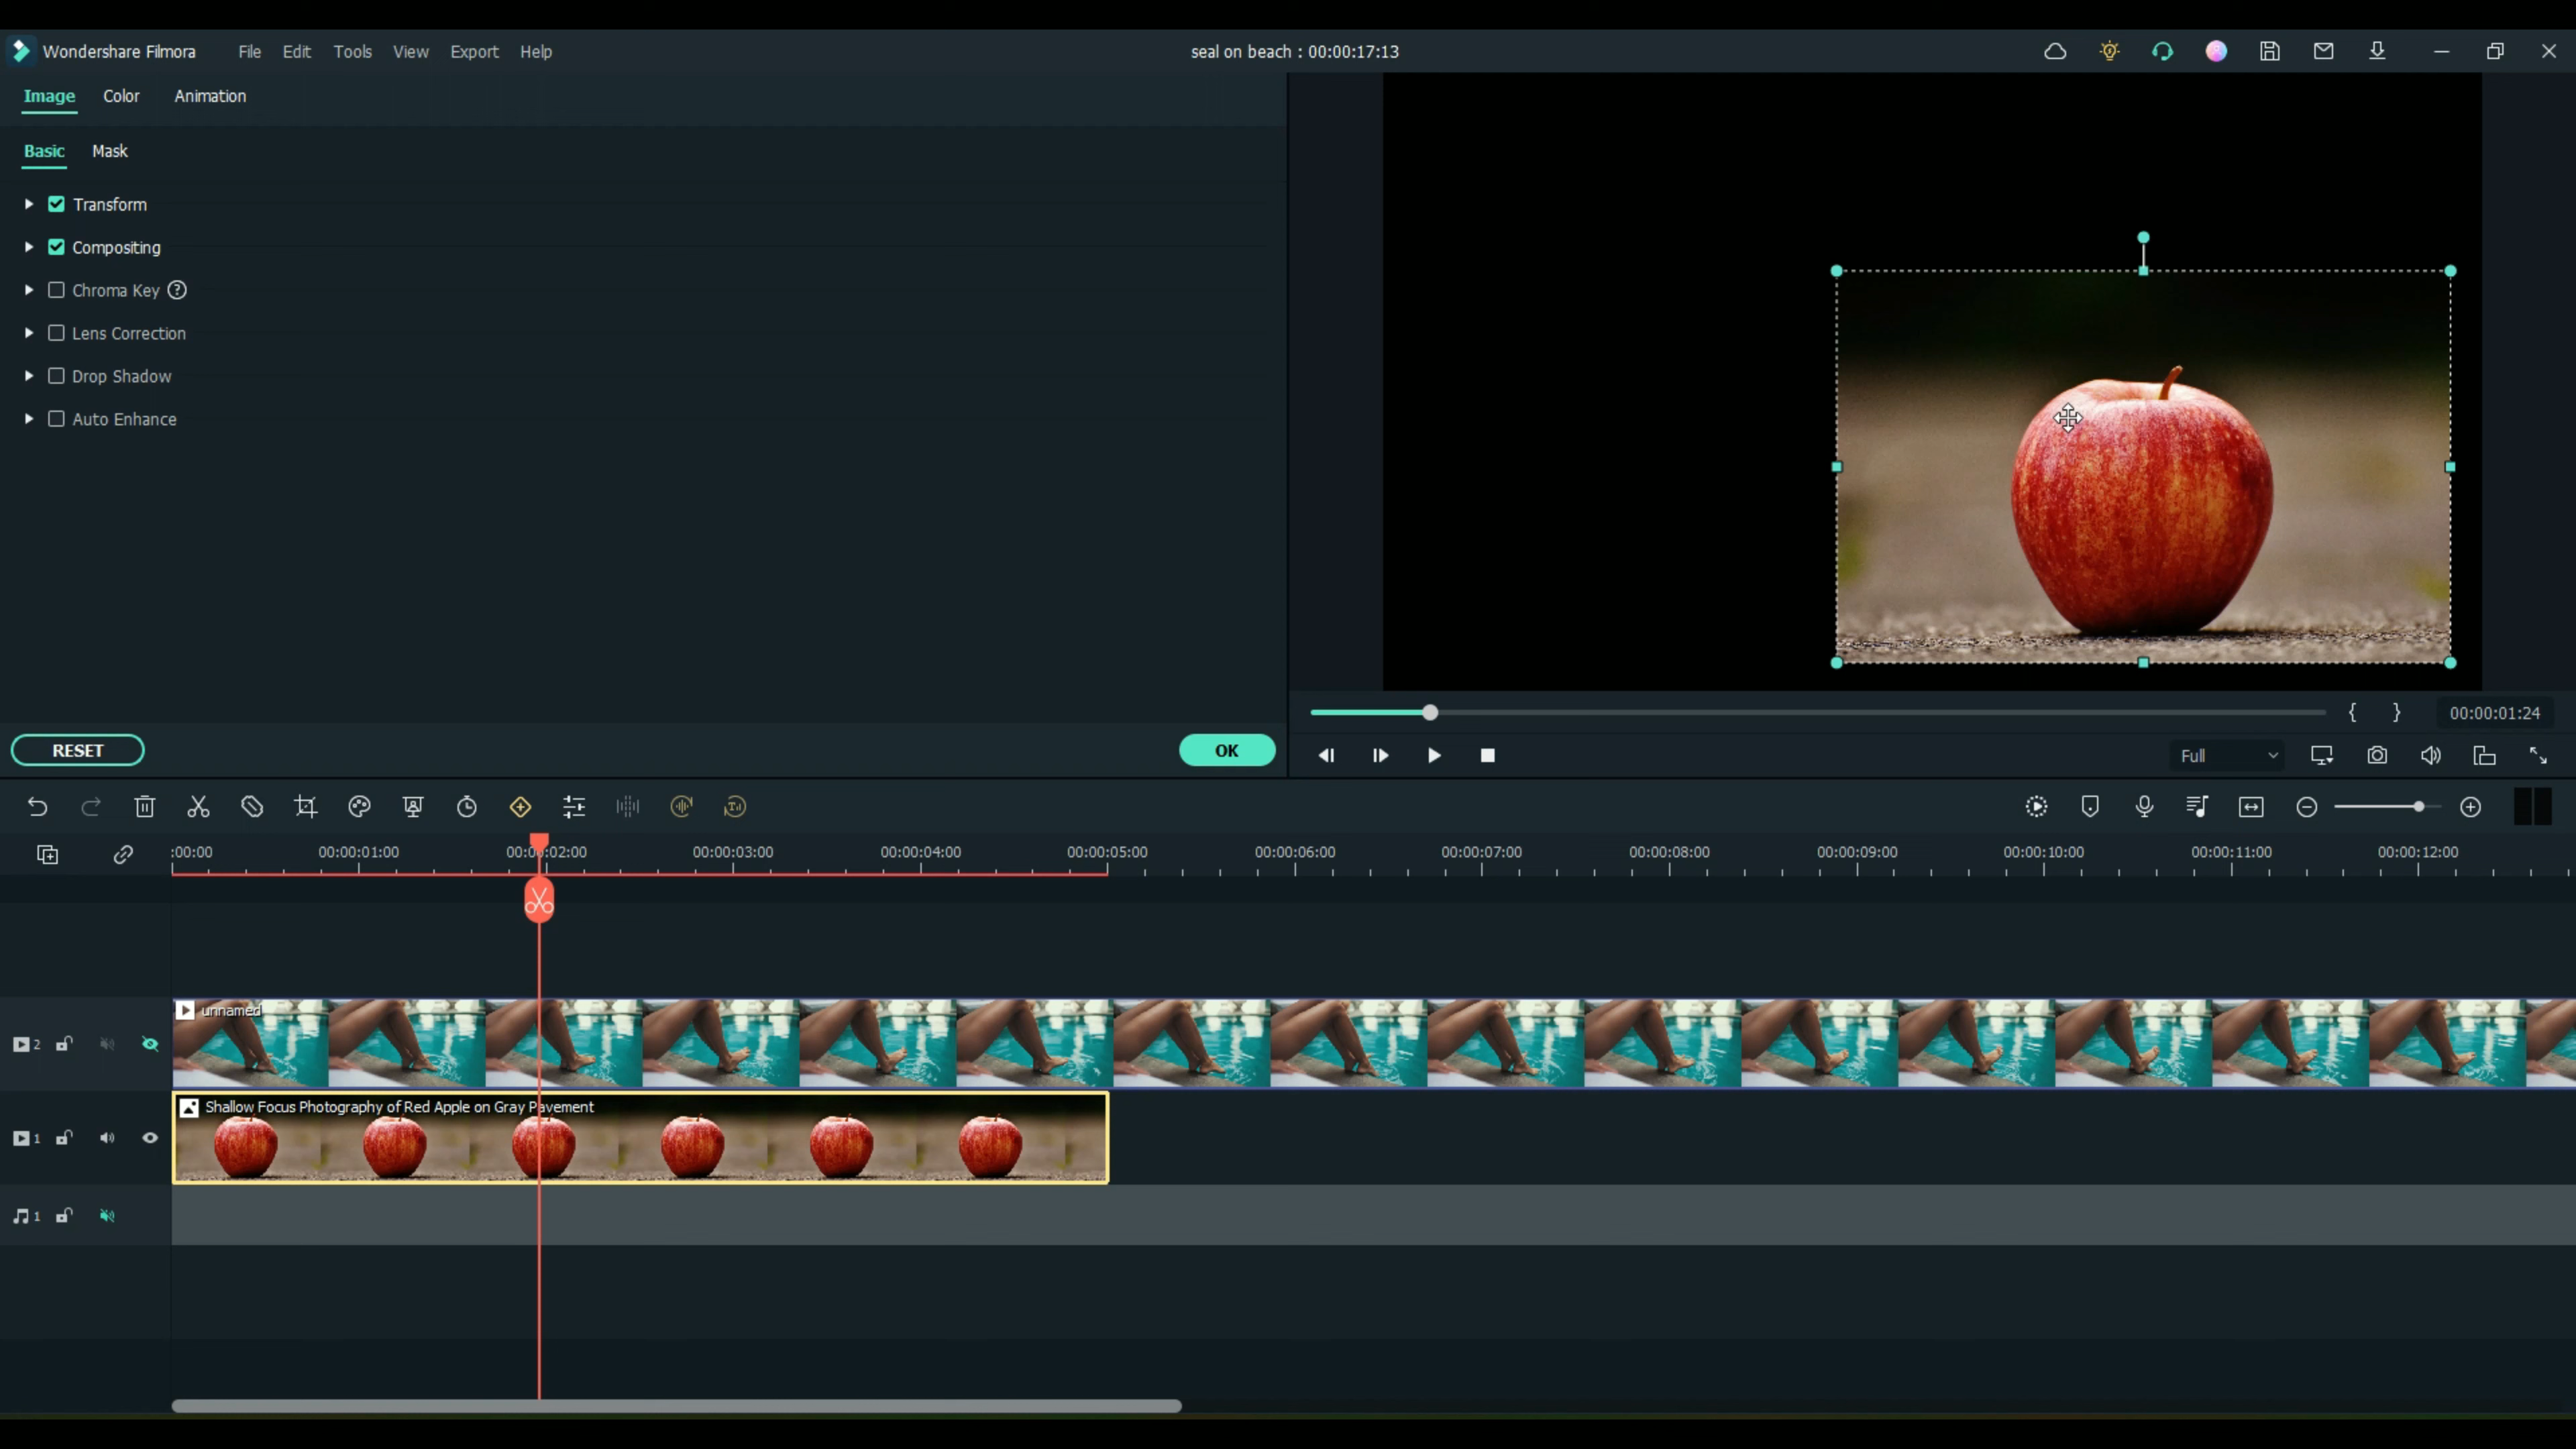 Wondershare Filmora File Edit Tools View Export Help seal on beach : 00:00:17:13
Image Color Animation
Basic Mask
Transform
Compositing
Chroma Key ?
Lens Correction
Drop Shadow
Auto Enhance
{ } 00:00:01:24
RESET OK Full
:00:00 00:00:01:00 00:00:02:00 00:00:03:00 00:00:04:00 00:00:05:00 00:00:06:00 00:00:07:00 00:00:08:00 00:00:09:00 00:00:10:00 00:00:11:00 00:00:12:00
unnamed
2
Shallow Focus Photography of Red Apple on Gray Pavement
1
1